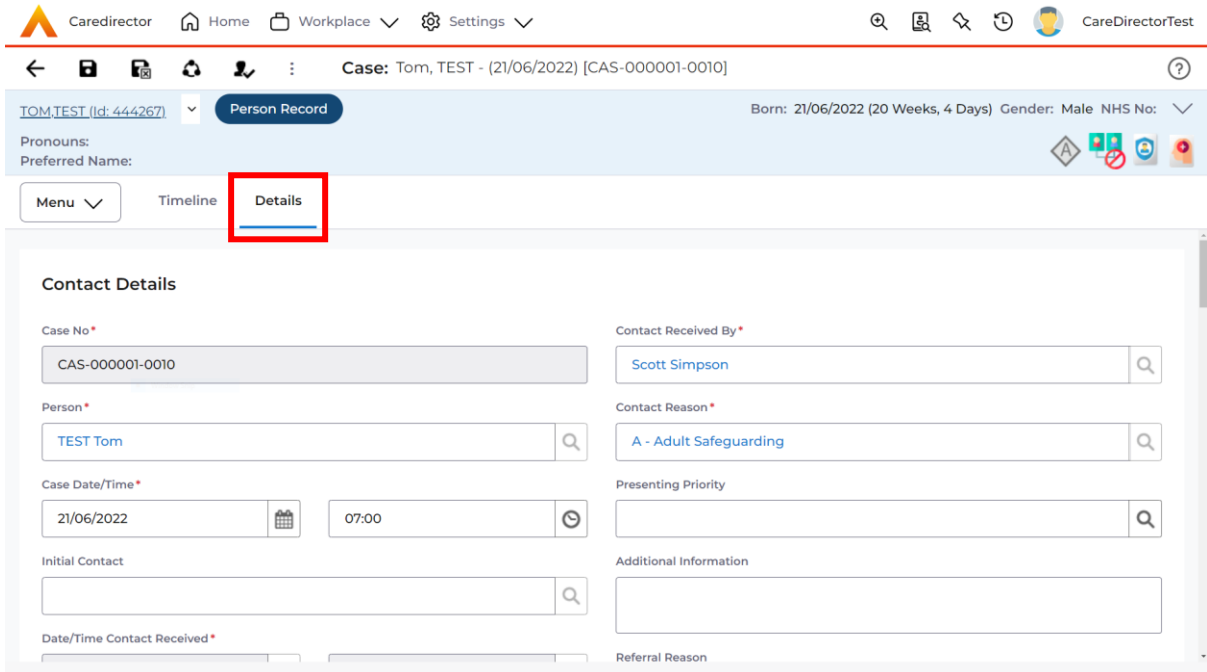 Caredirector Home Workplace Settings CareDirectorTest
Case: Tom, TEST - (21/06/2022) [CAS-000001-0010] ?
TOM,TEST (Id: 444267) Person Record Born: 21/06/2022 (20 Weeks, 4 Days) Gender: Male NHS No:
Pronouns:
Preferred Name:
A
Menu Timeline Details
Contact Details
Case No*
CAS-000001-0010
Person*
TEST Tom
Case Date/Time*
21/06/2022 07:00
Initial Contact
Date/Time Contact Received*
Contact Received By*
Scott Simpson
Contact Reason*
A - Adult Safeguarding
Presenting Priority
Additional Information
Referral Reason